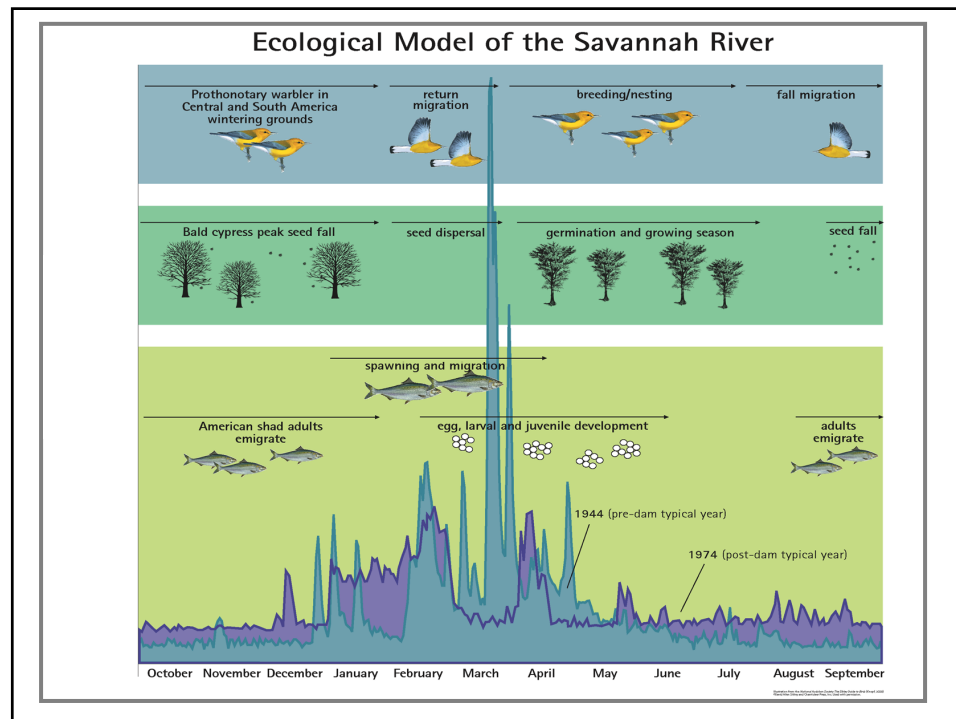 Ecological Model of the Savannah River
Prothonotary warbler in
Central and South America
wintering grounds
return
migration
breeding/nesting
fall migration
Bald cypress peak seed fall
seed dispersal
germination and growing season
seed fall
spawning and migration
American shad adults
emigrate
egg, larval and juvenile development
adults
emigrate
1944 (pre-dam typical year)
1974 (post-dam typical year)
October November December January February March April May June July August September